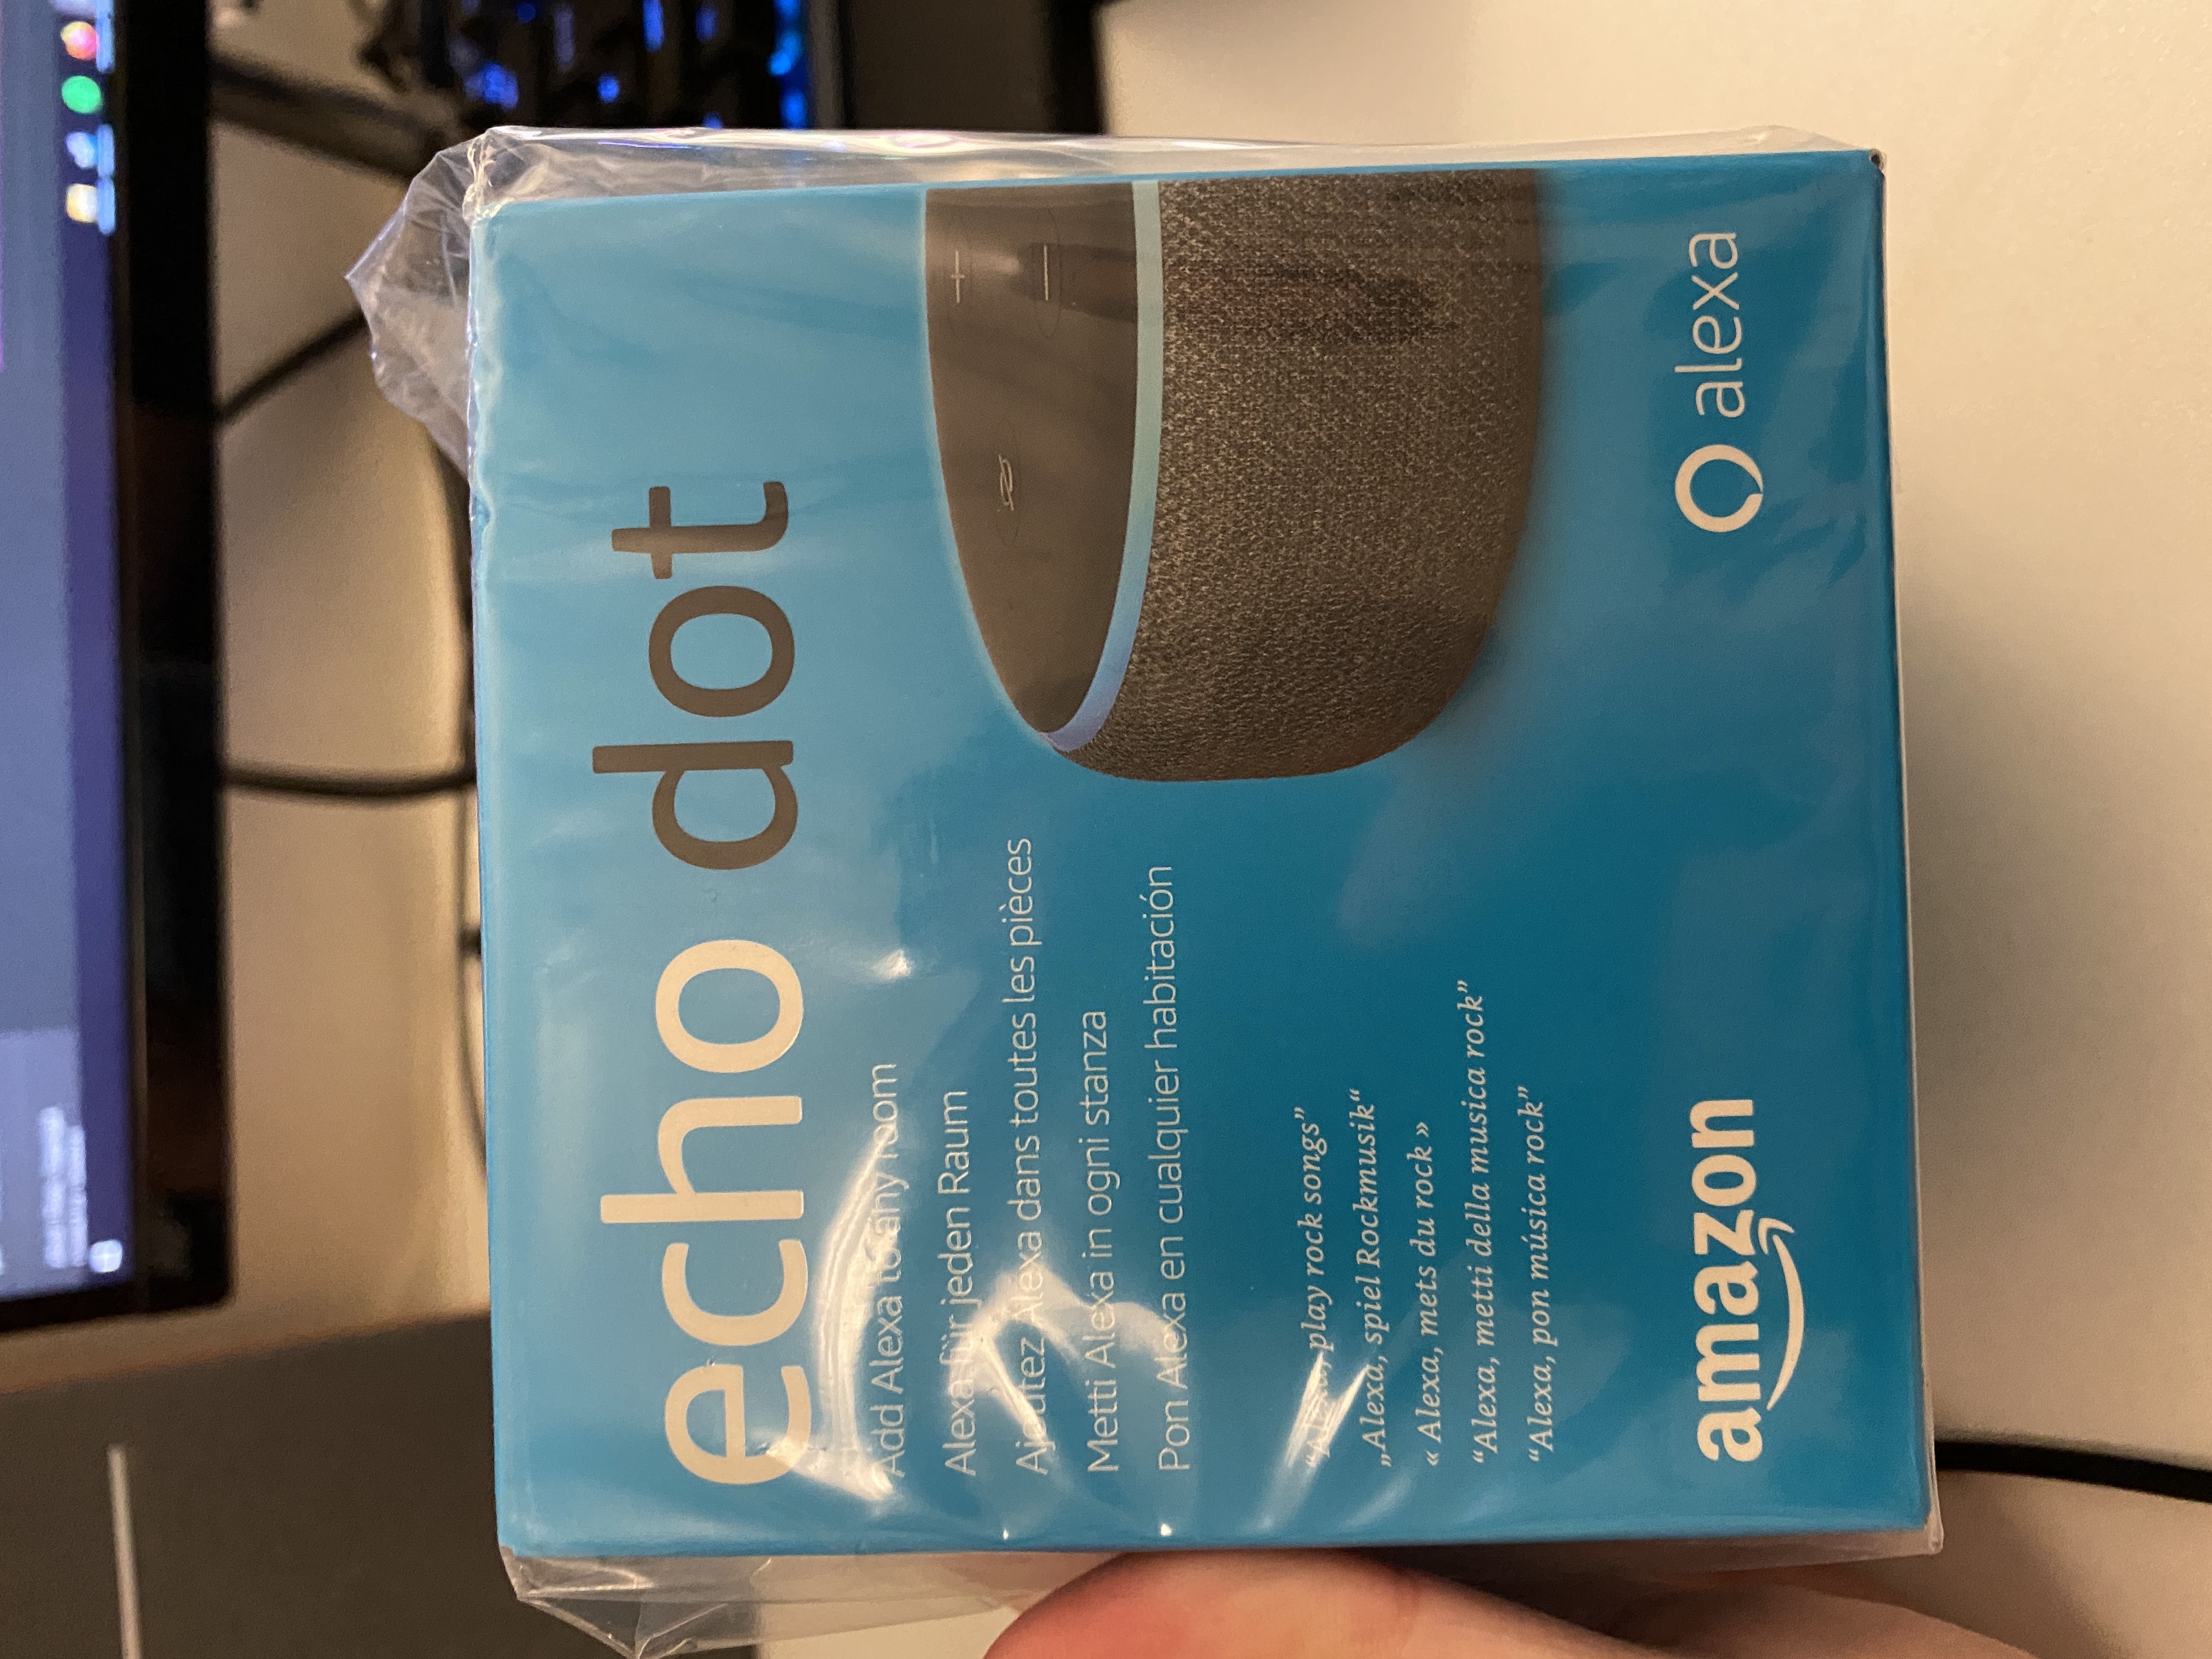 echo dot
Add Alexa to any room
Alexa für jeden Raum
Ajoutez Alexa dans toutes les pièces
Metti Alexa in ogni stanza
Pon Alexa en cualquier habitación
“Alexa, play rock songs”
„Alexa, spiel Rockmusik“
« Alexa, mets du rock »
“Alexa, metti della musica rock”
“Alexa, pon música rock”
amazon
alexa